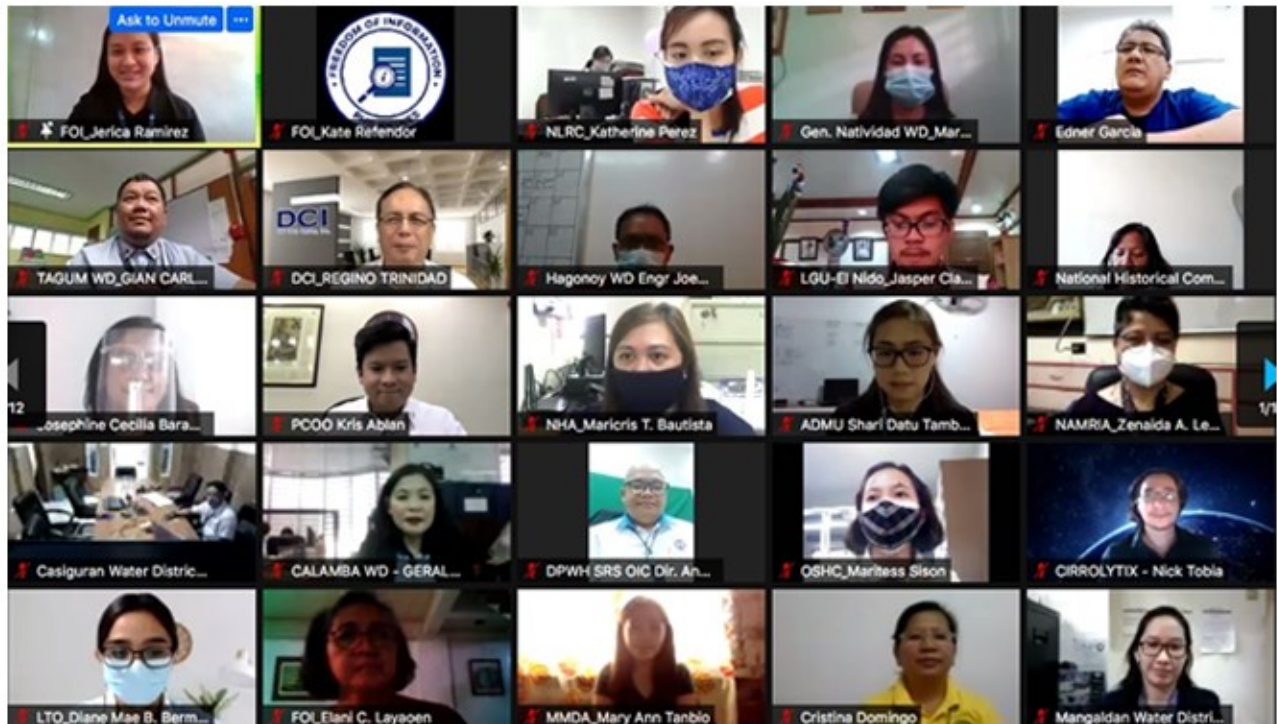 Ask to Unmute
FOI_Jerica Ramirez
FREEDOM OF INFORMATION
FOI_Kate Refendor
NLRC_Katherine Perez
Gen. Natividad WD_Mar...
Edner Garcia
TAGUM WD_GIAN CARL...
DCI
DCI_REGINO TRINIDAD
Hagonoy WD Engr Joe...
LGU-El Nido_Jasper Cla...
National Historical Com...
Josephine Cecilia Bara...
PCOO Kris Ablan
NHA_Maricris T. Bautista
ADMU Shari Datu Tamb...
NAMRIA_Zenaida A. Le...
Casiguran Water Distric...
CALAMBA WD - GERAL...
DPWH SRS OIC Dir. An...
OSHC_Maritess Sison
CIRROLYTIX - Nick Tobia
LTO_Diane Mae B. Berm...
FOI_Elani C. Layaoen
MMDA_Mary Ann Tanbio
Cristina Domingo
Mangaldan Water Distri...